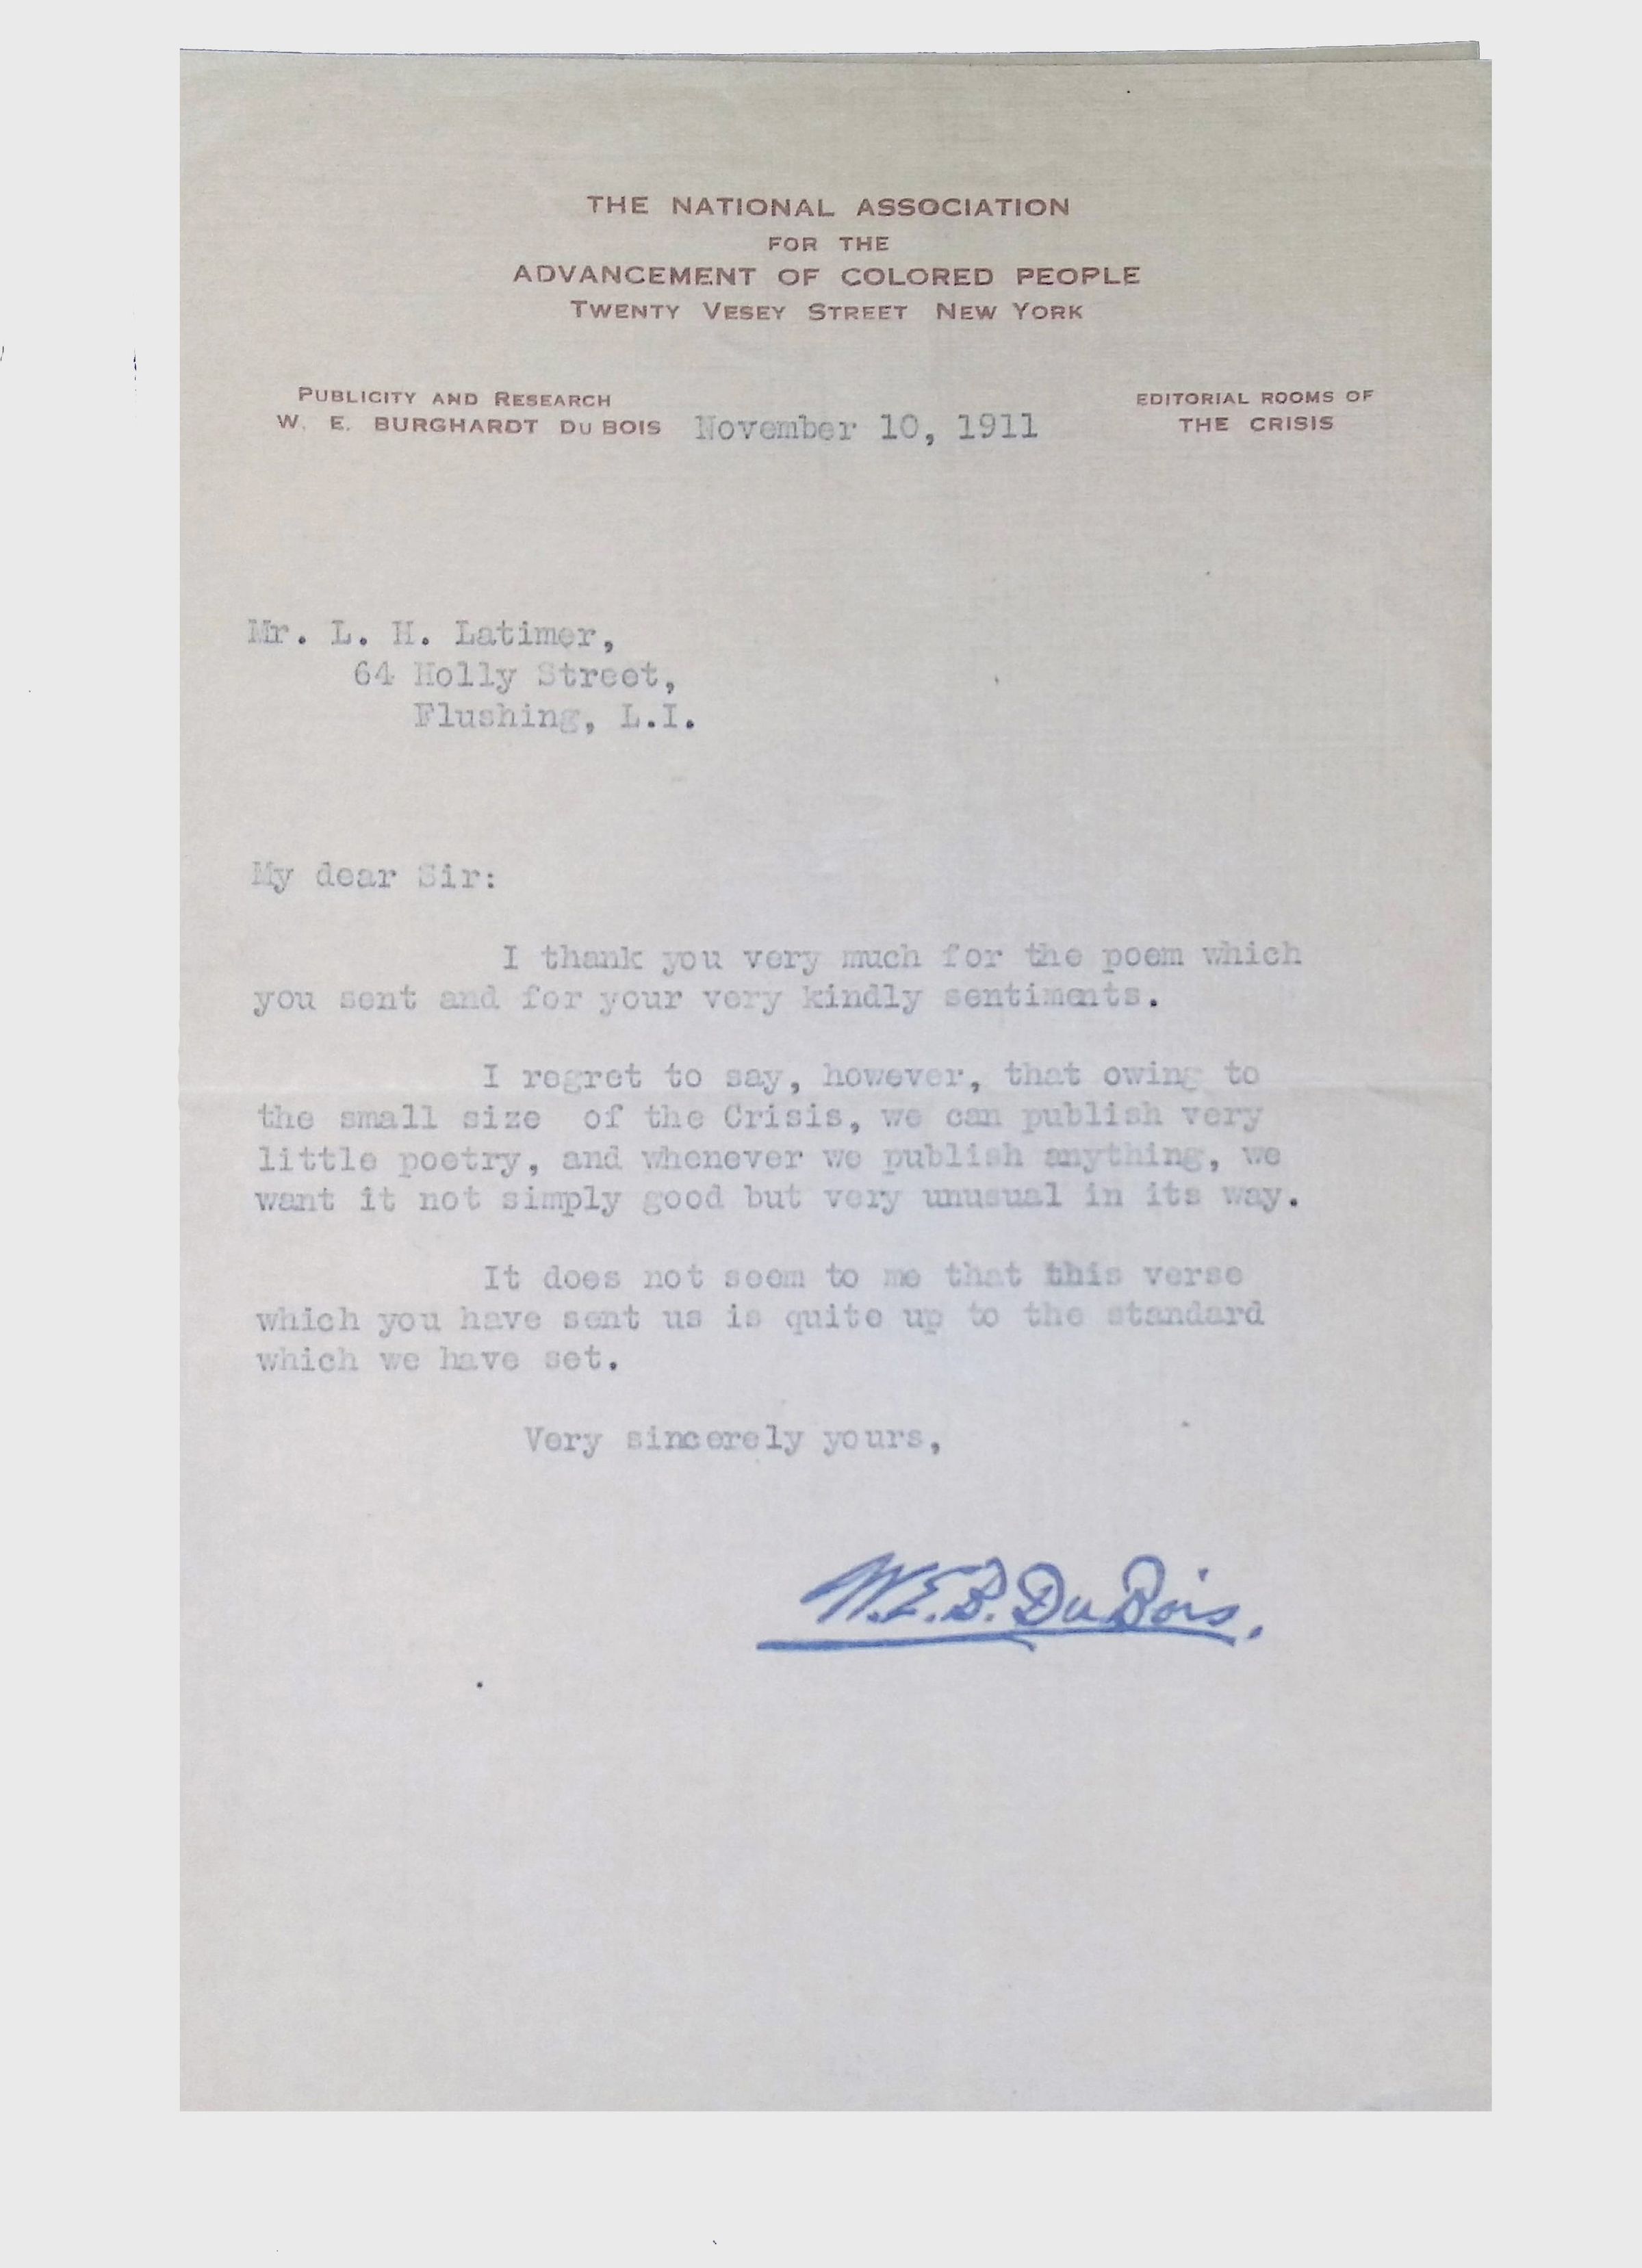 THE NATIONAL ASSOCIATION
FOR THE
ADVANCEMENT OF COLORED PEOPLE
TWENTY VESEY STREET NEW YORK
PUBLICITY AND RESEARCH
W. E. BURGHARDT DU BOIS
November 10, 1911
EDITORIAL ROOMS OF
THE CRISIS
Mr. L. H. Latimer,
64 Holly Street,
Flushing, L.I.
My dear Sir:
I thank you very much for the poem which
you sent and for your very kindly sentiments.
I regret to say, however, that owing to
the small size of the Crisis, we can publish very
little poetry, and whenever we publish anything, we
want it not simply good but very unusual in its way.
It does not seem to me that this verse
which you have sent us is quite up to the standard
which we have set.
Very sincerely yours,
W.E.B. Du Bois.